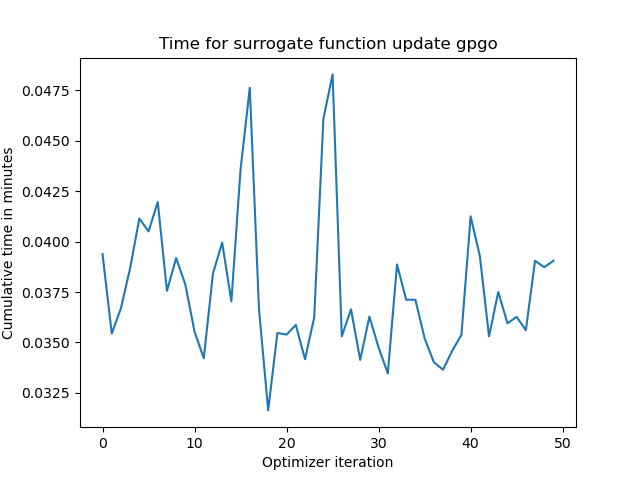 Time for surrogate function update gpgo
Cumulative time in minutes
0.0475
0.0450
0.0425
0.0400
0.0375
0.0350
0.0325
0 10 20 30 40 50
Optimizer iteration